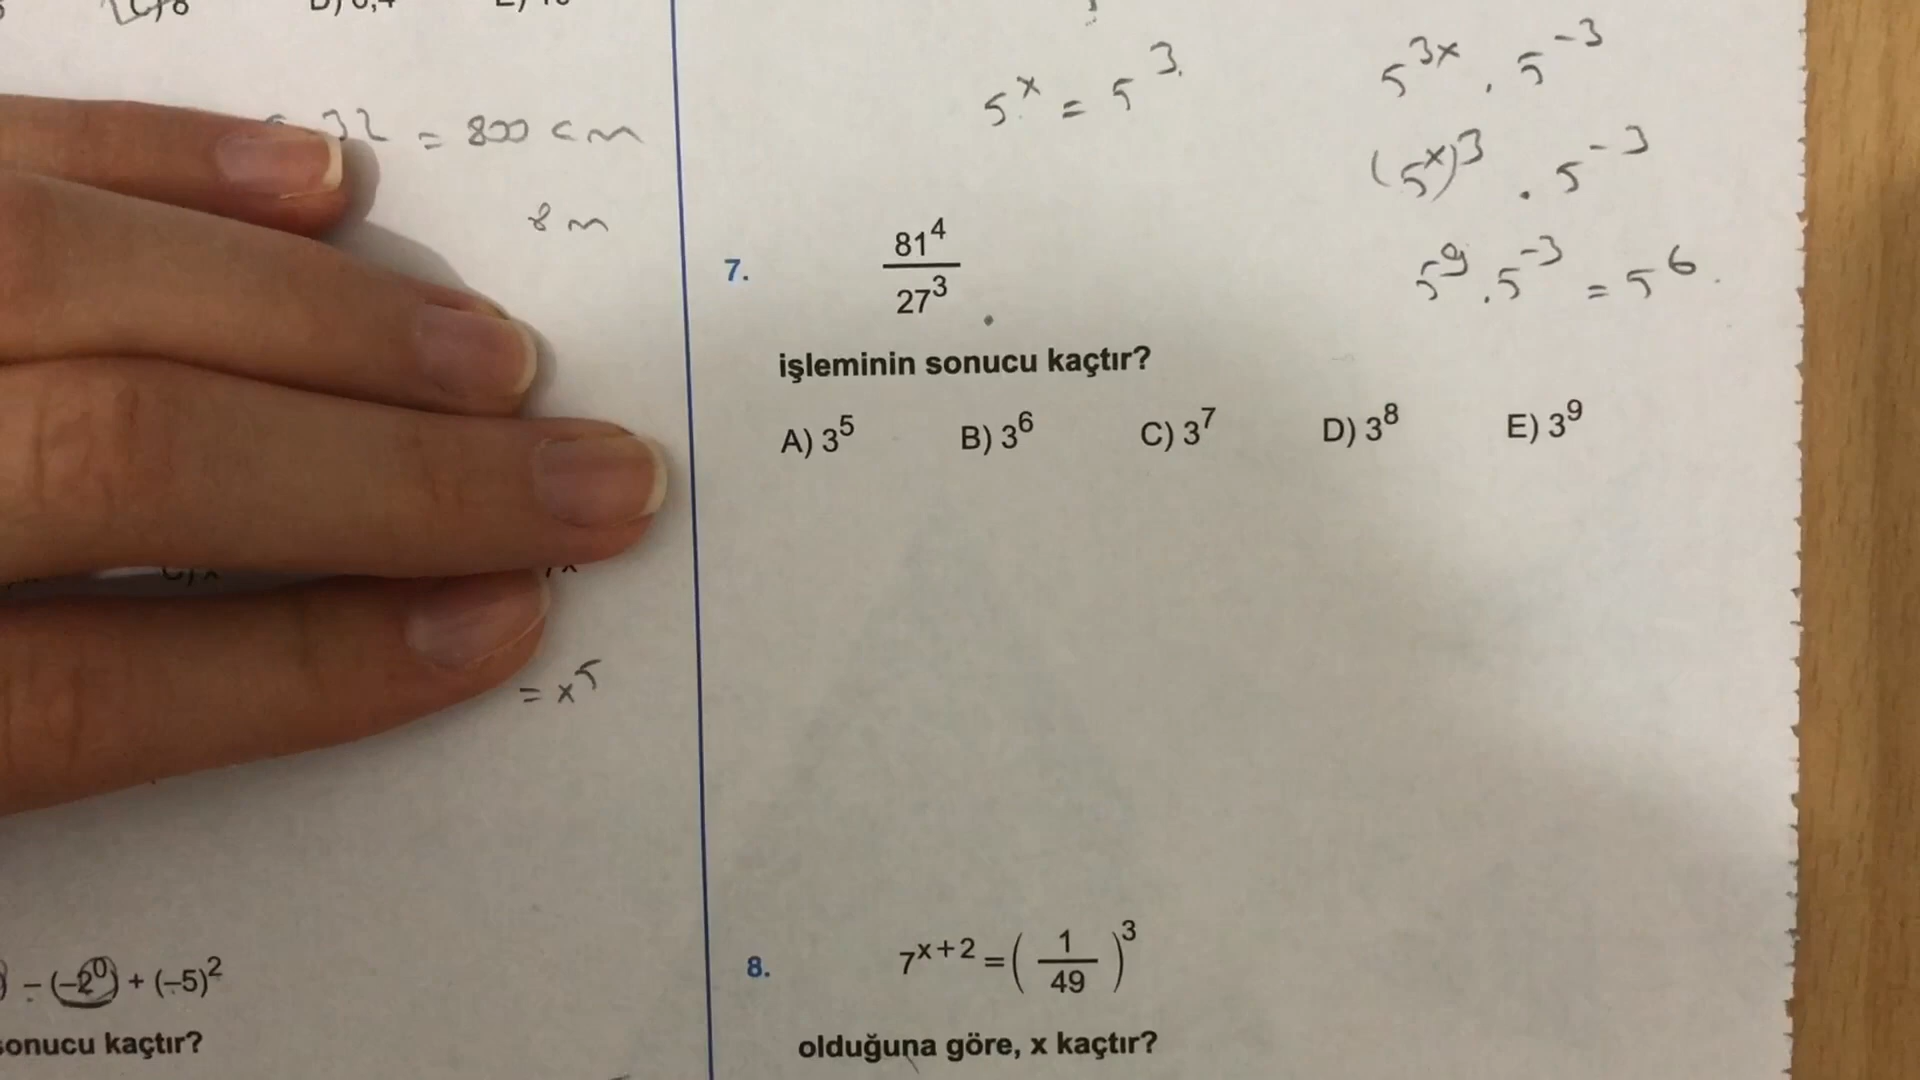 32 = 800 cm
8 m
= x⁵
– (–2⁰) + (–5)²
sonucu kaçtır?
5ˣ = 5³
5³ˣ . 5⁻³
(5ˣ)³ . 5⁻³
5⁹ . 5⁻³ = 5⁶
7. 81⁴ / 27³
işleminin sonucu kaçtır?
A) 3⁵ B) 3⁶ C) 3⁷ D) 3⁸ E) 3⁹
8. 7ˣ⁺² = (1/49)³
olduğuna göre, x kaçtır?